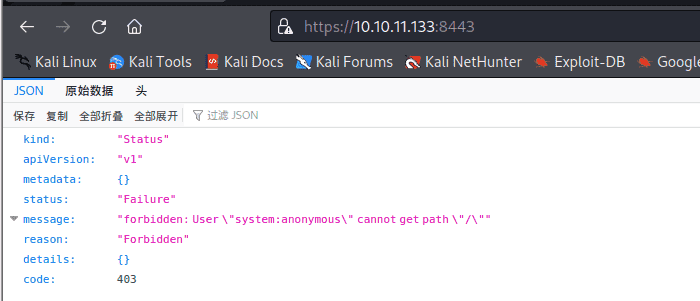 https://10.10.11.133:8443
Kali Linux Kali Tools Kali Docs Kali Forums Kali NetHunter Exploit-DB Google
JSON 原始数据 头
保存 复制 全部折叠 全部展开 过滤 JSON
kind: "Status"
apiVersion: "v1"
metadata: {}
status: "Failure"
message: "forbidden: User \"system:anonymous\" cannot get path \"/\""
reason: "Forbidden"
details: {}
code: 403